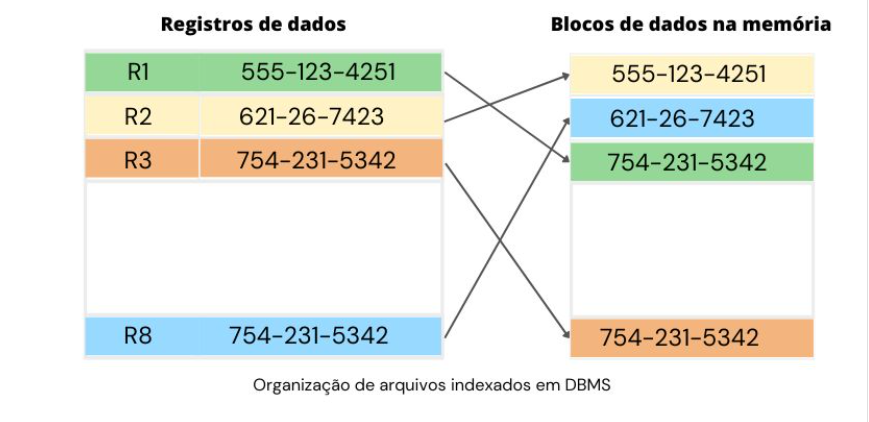 Registros de dados
Blocos de dados na memória
R1 555-123-4251
R2 621-26-7423
R3 754-231-5342
R8 754-231-5342
555-123-4251
621-26-7423
754-231-5342
754-231-5342
Organização de arquivos indexados em DBMS